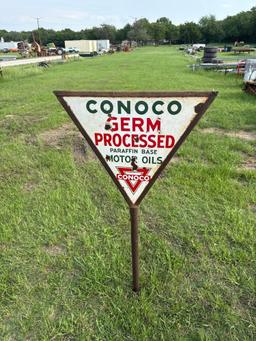 CONOCO
GERM
PROCESSED
PARAFFIN BASE
MOTOR OILS
CONOCO